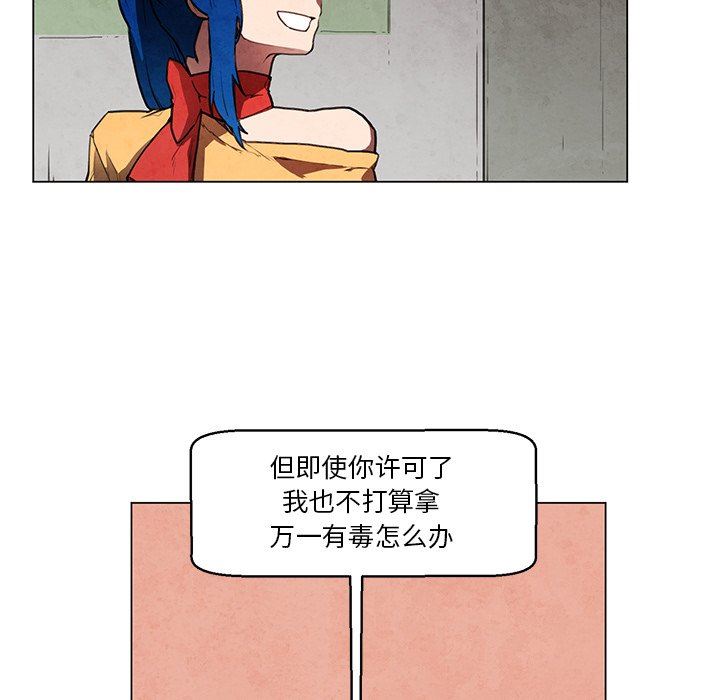 但即使你许可了
我也不打算拿
万一有毒怎么办